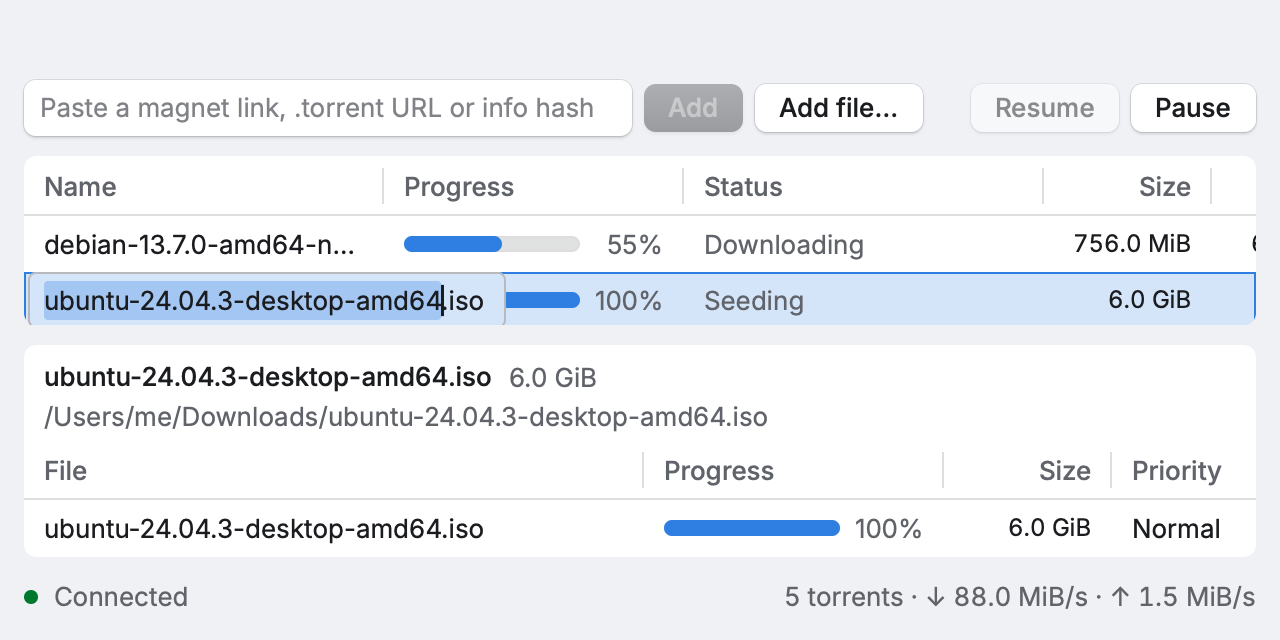 Paste a magnet link, .torrent URL or info hash Add Add file... Resume Pause
Name Progress Status Size
debian-13.7.0-amd64-n... 55% Downloading 756.0 MiB
ubuntu-24.04.3-desktop-amd64.iso 100% Seeding 6.0 GiB
ubuntu-24.04.3-desktop-amd64.iso 6.0 GiB
/Users/me/Downloads/ubuntu-24.04.3-desktop-amd64.iso
File Progress Size Priority
ubuntu-24.04.3-desktop-amd64.iso 100% 6.0 GiB Normal
Connected 5 torrents · ↓ 88.0 MiB/s · ↑ 1.5 MiB/s